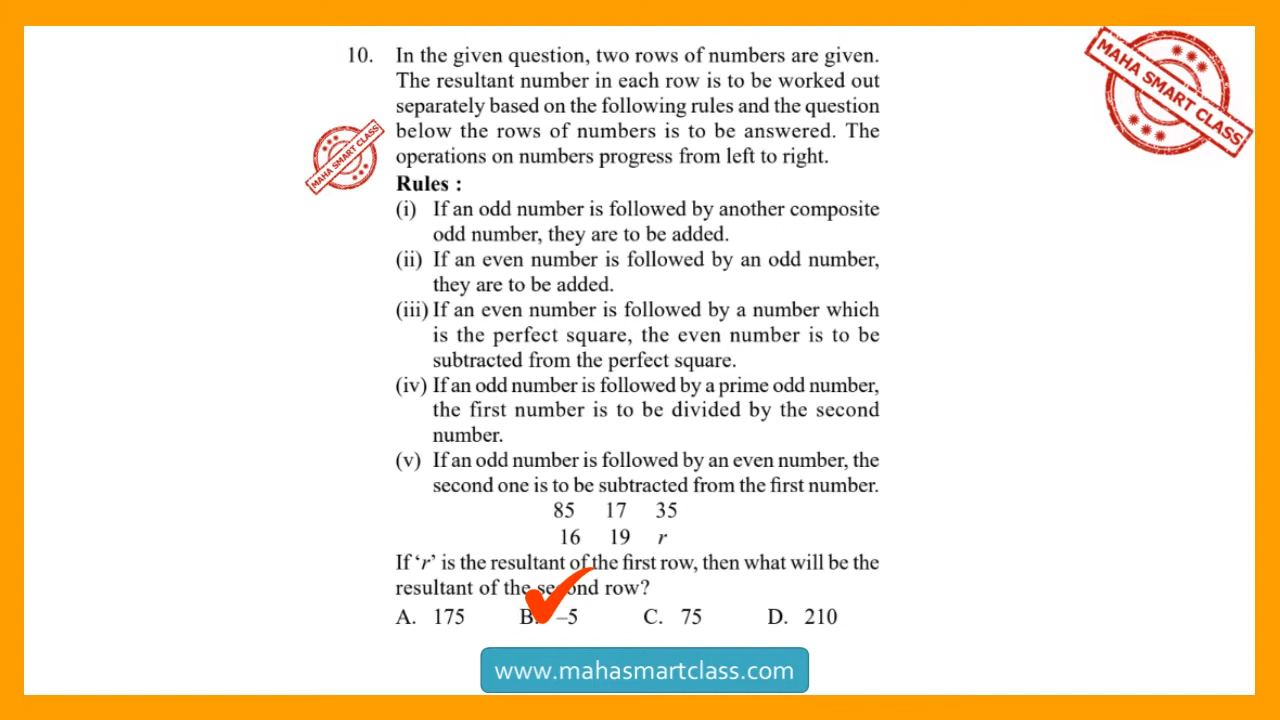 10. In the given question, two rows of numbers are given.
The resultant number in each row is to be worked out
separately based on the following rules and the question
below the rows of numbers is to be answered. The
operations on numbers progress from left to right.
Rules :
(i) If an odd number is followed by another composite
odd number, they are to be added.
(ii) If an even number is followed by an odd number,
they are to be added.
(iii) If an even number is followed by a number which
is the perfect square, the even number is to be
subtracted from the perfect square.
(iv) If an odd number is followed by a prime odd number,
the first number is to be divided by the second
number.
(v) If an odd number is followed by an even number, the
second one is to be subtracted from the first number.
85 17 35
16 19 r
If ‘r’ is the resultant of the first row, then what will be the
resultant of the second row?
A. 175 B. –5 C. 75 D. 210
www.mahasmartclass.com
MAHA SMART CLASS
MAHA SMART CLASS